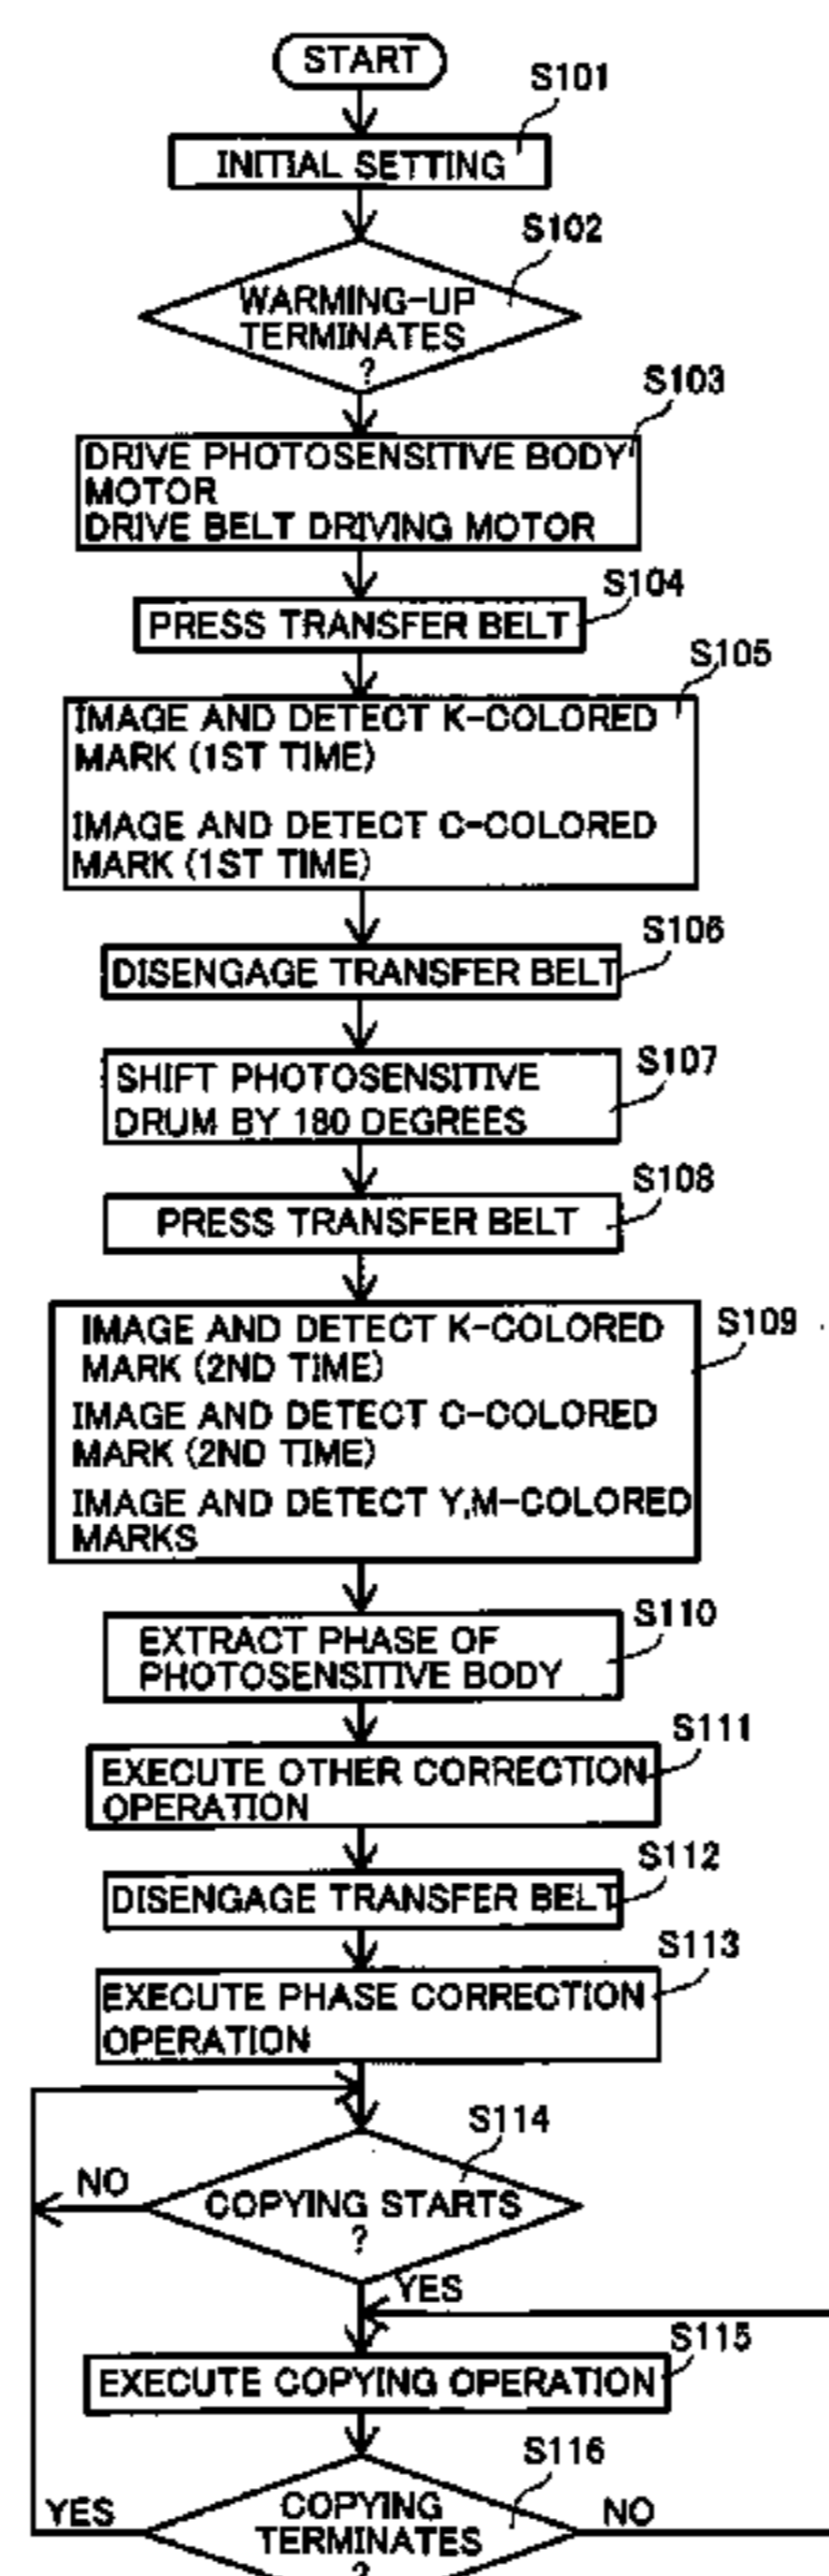 START
S101
INITIAL SETTING
S102
WARMING-UP
TERMINATES
?
S103
DRIVE PHOTOSENSITIVE BODY
MOTOR
DRIVE BELT DRIVING MOTOR
S104
PRESS TRANSFER BELT
S105
IMAGE AND DETECT K-COLORED
MARK (1ST TIME)
IMAGE AND DETECT C-COLORED
MARK (1ST TIME)
S106
DISENGAGE TRANSFER BELT
S107
SHIFT PHOTOSENSITIVE
DRUM BY 180 DEGREES
S108
PRESS TRANSFER BELT
S109
IMAGE AND DETECT K-COLORED
MARK (2ND TIME)
IMAGE AND DETECT C-COLORED
MARK (2ND TIME)
IMAGE AND DETECT Y,M-COLORED
MARKS
S110
EXTRACT PHASE OF
PHOTOSENSITIVE BODY
S111
EXECUTE OTHER CORRECTION
OPERATION
S112
DISENGAGE TRANSFER BELT
S113
EXECUTE PHASE CORRECTION
OPERATION
S114
NO
COPYING STARTS
?
YES
S115
EXECUTE COPYING OPERATION
S116
YES
COPYING
TERMINATES
?
NO